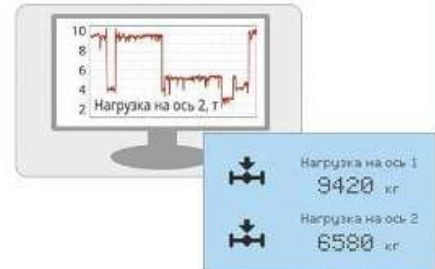 10
8
6
4
2
Нагрузка на ось 2, т
Нагрузка на ось 1
9420 кг
Нагрузка на ось 2
6580 кг